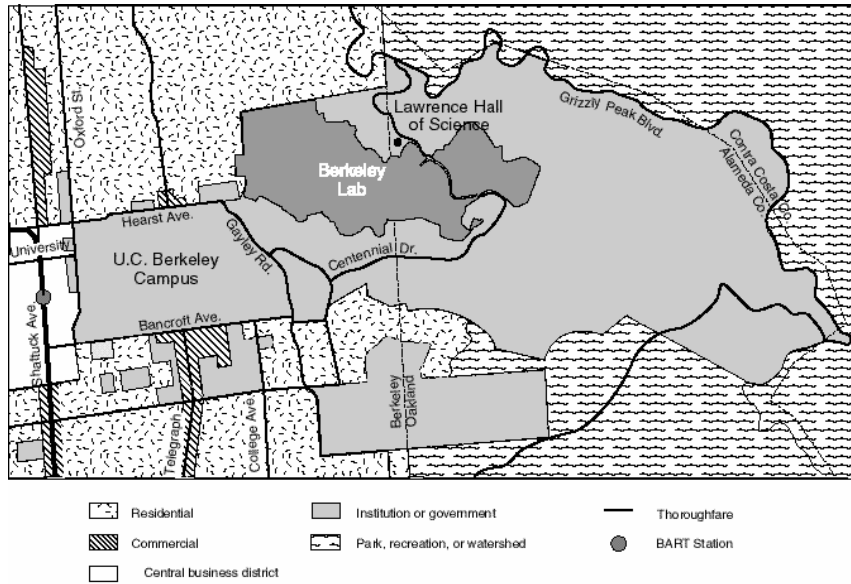 Oxford St.
Lawrence Hall
of Science
Grizzly Peak Blvd.
Contra Costa Co.
Alameda Co.
Berkeley
Lab
Hearst Ave.
University
U.C. Berkeley
Campus
Gayley Rd.
Centennial Dr.
Bancroft Ave.
Shattuck Ave.
Telegraph
College Ave.
Berkeley
Oakland
Residential
Institution or government
Thoroughfare
Commercial
Park, recreation, or watershed
BART Station
Central business district